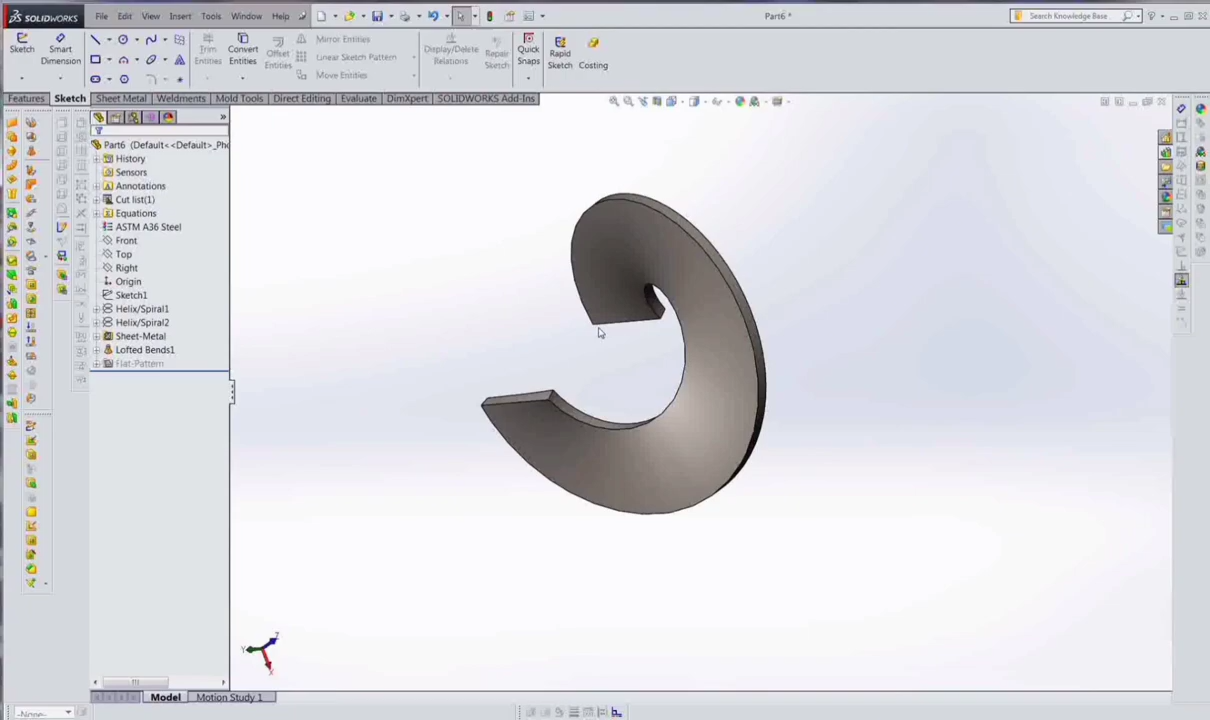 SOLIDWORKS File Edit View Insert Tools Window Help Part6 * Search Knowledge Base
Sketch Smart Dimension Trim Entities Convert Entities Offset Entities Mirror Entities Linear Sketch Pattern Move Entities Display/Delete Relations Repair Sketch Quick Snaps Rapid Sketch Costing
Features Sketch Sheet Metal Weldments Mold Tools Direct Editing Evaluate DimXpert SOLIDWORKS Add-Ins
Part6 (Default<<Default>_Pho
History
Sensors
Annotations
Cut list(1)
Equations
ASTM A36 Steel
Front
Top
Right
Origin
Sketch1
Helix/Spiral1
Helix/Spiral2
Sheet-Metal
Lofted Bends1
Flat-Pattern
Z
Y
X
Model Motion Study 1
-None-